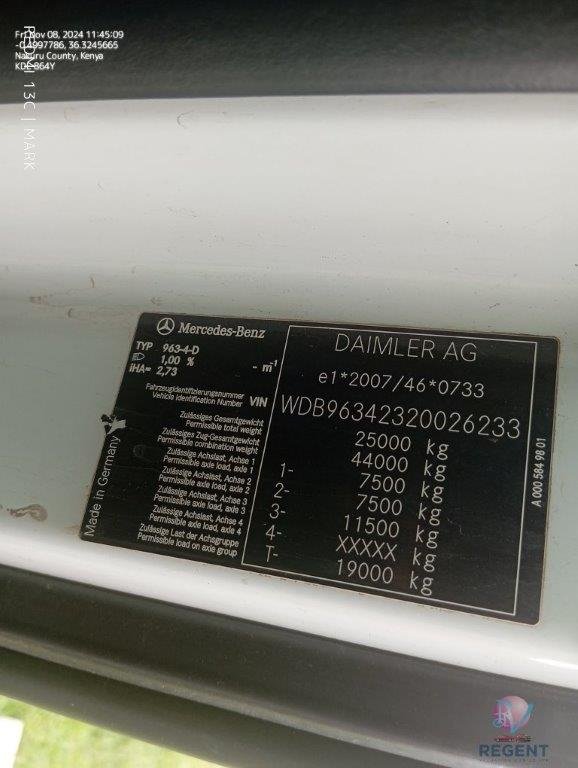 Fri, Nov 08, 2024 11:45:09
36.3245665
Nakuru County, Kenya
REDMI 13C | MARK
Mercedes-Benz
TYP 963-4-D
1,00 % - m¹
iHA= 2,73
Fahrzeugidentifizierungsnummer
Vehicle Identification Number VIN
Zulässiges Gesamtgewicht
Permissible total weight
Zulässiges Zug-Gesamtgewicht
Permissible combination weight
Zulässige Achslast, Achse 1
Permissible axle load, axle 1
Zulässige Achslast, Achse 2
Permissible axle load, axle 2
Zulässige Achslast, Achse 3
Permissible axle load, axle 3
Zulässige Achslast, Achse 4
Permissible axle load, axle 4
Zulässige Last der Achsgruppe
Permissible load on axle group
Made in Germany
DAIMLER AG
e1*2007/46*0733
WDB96342320026233
25000 kg
44000 kg
1- 7500 kg
2- 7500 kg
3- 11500 kg
4- XXXXX kg
T- 19000 kg
A 000 584 98 01
REGENT